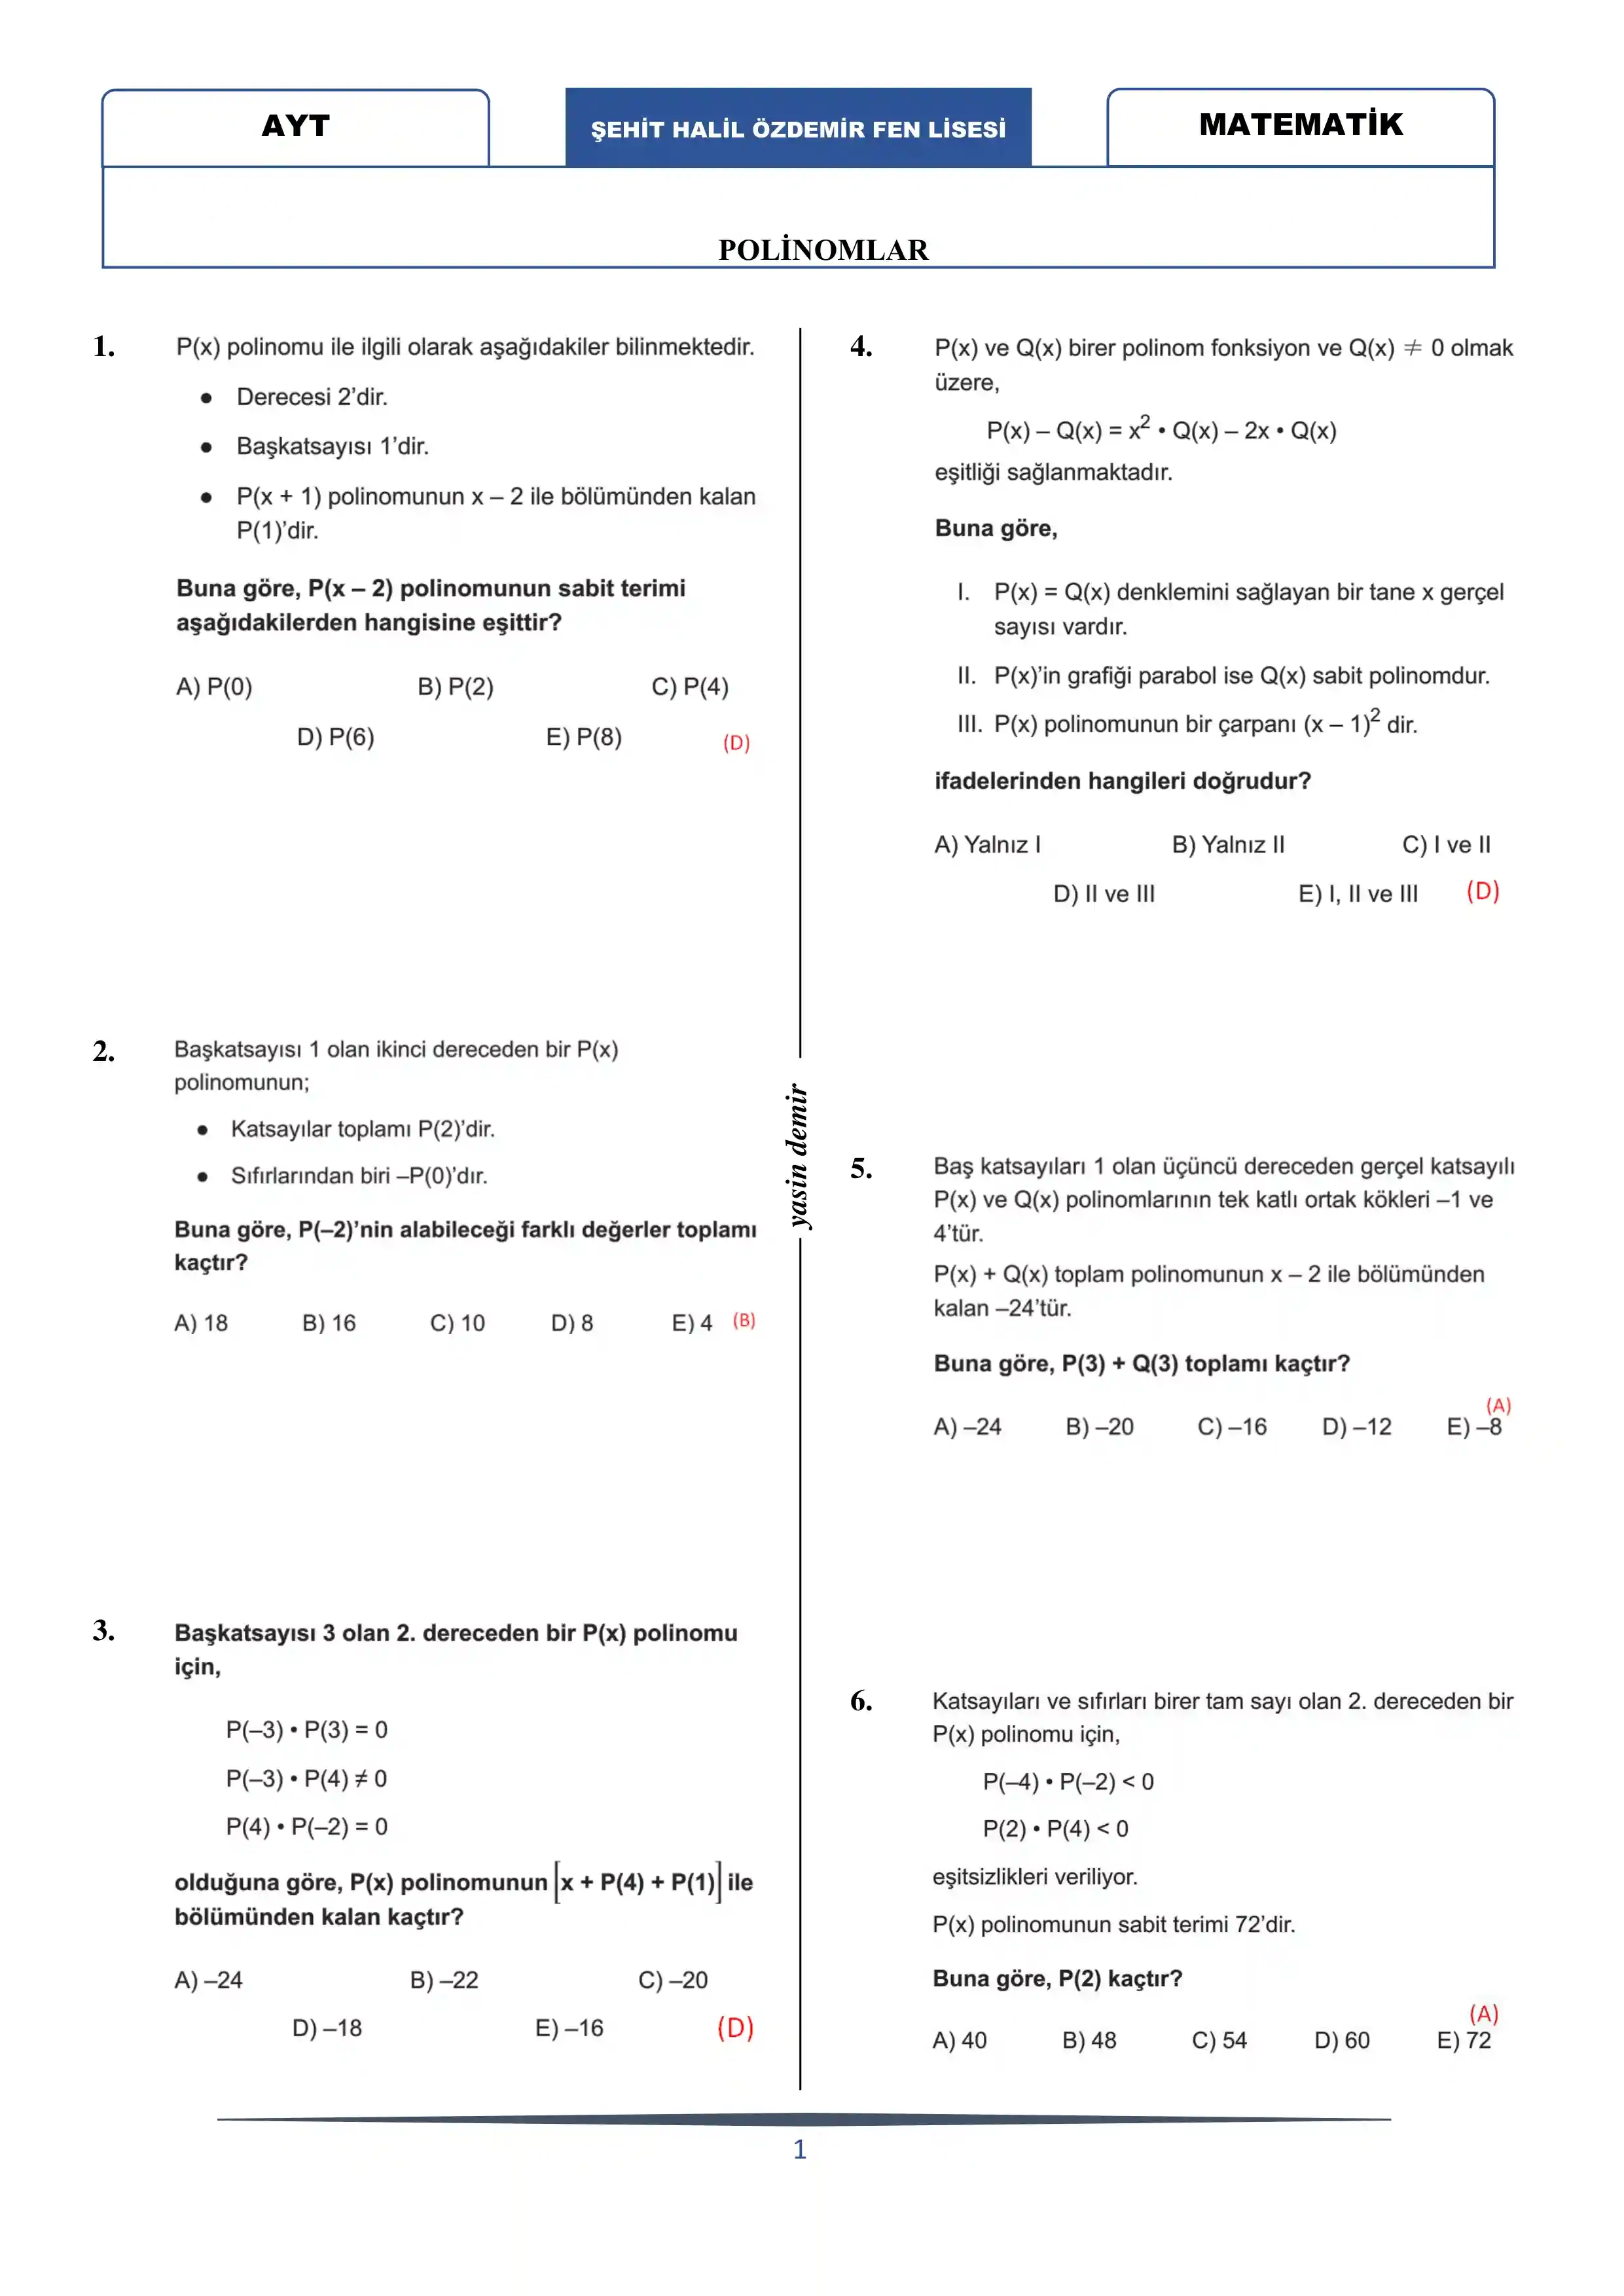 AYT
ŞEHİT HALİL ÖZDEMİR FEN LİSESİ
MATEMATİK
POLİNOMLAR
1.
P(x) polinomu ile ilgili olarak aşağıdakiler bilinmektedir.
● Derecesi 2’dir.
● Başkatsayısı 1’dir.
● P(x + 1) polinomunun x – 2 ile bölümünden kalan
P(1)’dir.
Buna göre, P(x – 2) polinomunun sabit terimi
aşağıdakilerden hangisine eşittir?
A) P(0) B) P(2) C) P(4)
D) P(6) E) P(8) (D)
2.
Başkatsayısı 1 olan ikinci dereceden bir P(x)
polinomunun;
● Katsayılar toplamı P(2)’dir.
● Sıfırlarından biri –P(0)’dır.
Buna göre, P(–2)’nin alabileceği farklı değerler toplamı
kaçtır?
A) 18 B) 16 C) 10 D) 8 E) 4 (B)
3.
Başkatsayısı 3 olan 2. dereceden bir P(x) polinomu
için,
P(–3) • P(3) = 0
P(–3) • P(4) ≠ 0
P(4) • P(–2) = 0
olduğuna göre, P(x) polinomunun [x + P(4) + P(1)] ile
bölümünden kalan kaçtır?
A) –24 B) –22 C) –20
D) –18 E) –16 (D)
yasin demir
4.
P(x) ve Q(x) birer polinom fonksiyon ve Q(x) ≠ 0 olmak
üzere,
P(x) – Q(x) = x² • Q(x) – 2x • Q(x)
eşitliği sağlanmaktadır.
Buna göre,
I. P(x) = Q(x) denklemini sağlayan bir tane x gerçel
sayısı vardır.
II. P(x)’in grafiği parabol ise Q(x) sabit polinomdur.
III. P(x) polinomunun bir çarpanı (x – 1)² dir.
ifadelerinden hangileri doğrudur?
A) Yalnız I B) Yalnız II C) I ve II
D) II ve III E) I, II ve III (D)
5.
Baş katsayıları 1 olan üçüncü dereceden gerçel katsayılı
P(x) ve Q(x) polinomlarının tek katlı ortak kökleri –1 ve
4’tür.
P(x) + Q(x) toplam polinomunun x – 2 ile bölümünden
kalan –24’tür.
Buna göre, P(3) + Q(3) toplamı kaçtır?
(A)
A) –24 B) –20 C) –16 D) –12 E) –8
6.
Katsayıları ve sıfırları birer tam sayı olan 2. dereceden bir
P(x) polinomu için,
P(–4) • P(–2) < 0
P(2) • P(4) < 0
eşitsizlikleri veriliyor.
P(x) polinomunun sabit terimi 72’dir.
Buna göre, P(2) kaçtır?
(A)
A) 40 B) 48 C) 54 D) 60 E) 72
1